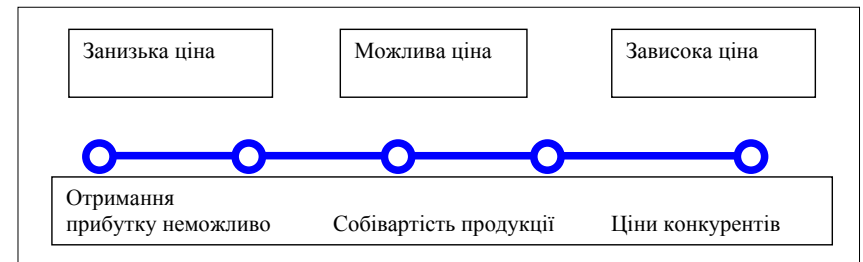 Занизька ціна
Можлива ціна
Зависока ціна
Отримання
прибутку неможливо
Собівартість продукції
Ціни конкурентів